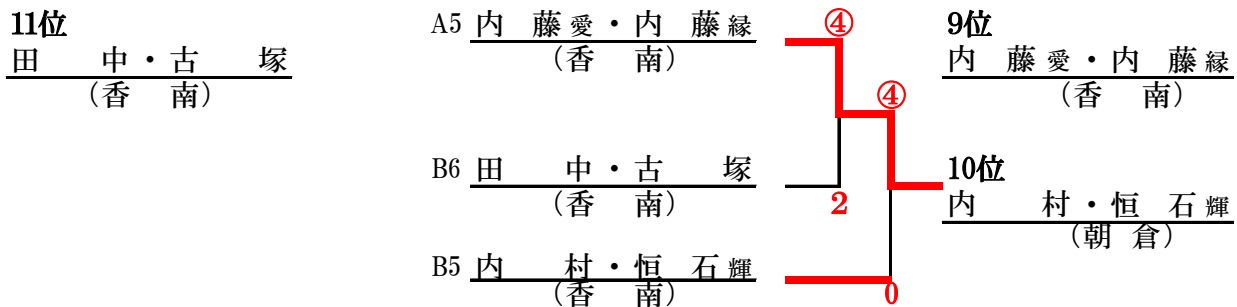 11位
田　中・古　塚
（香　南）
A5 内　藤愛・内　藤縁
（香　南）
④
④
B6 田　中・古　塚
（香　南）
2
B5 内　村・恒　石輝
（香　南）
0
9位
内　藤愛・内　藤縁
（香　南）
10位
内　村・恒　石輝
（朝　倉）